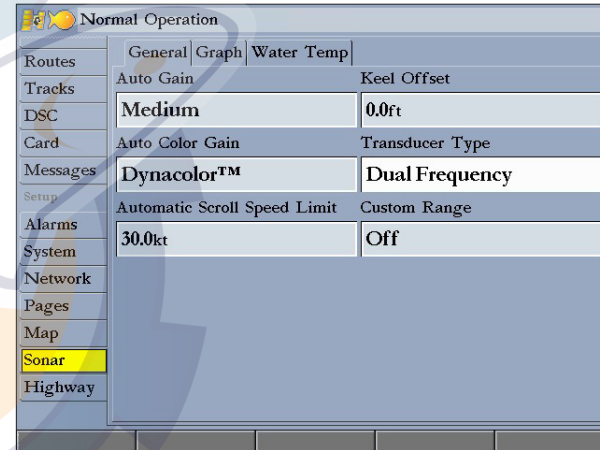 Normal Operation
Routes
Tracks
DSC
Card
Messages
Setup
Alarms
System
Network
Pages
Map
Sonar
Highway
General Graph Water Temp
Auto Gain Keel Offset
Medium 0.0ft
Auto Color Gain Transducer Type
Dynacolor™ Dual Frequency
Automatic Scroll Speed Limit Custom Range
30.0kt Off